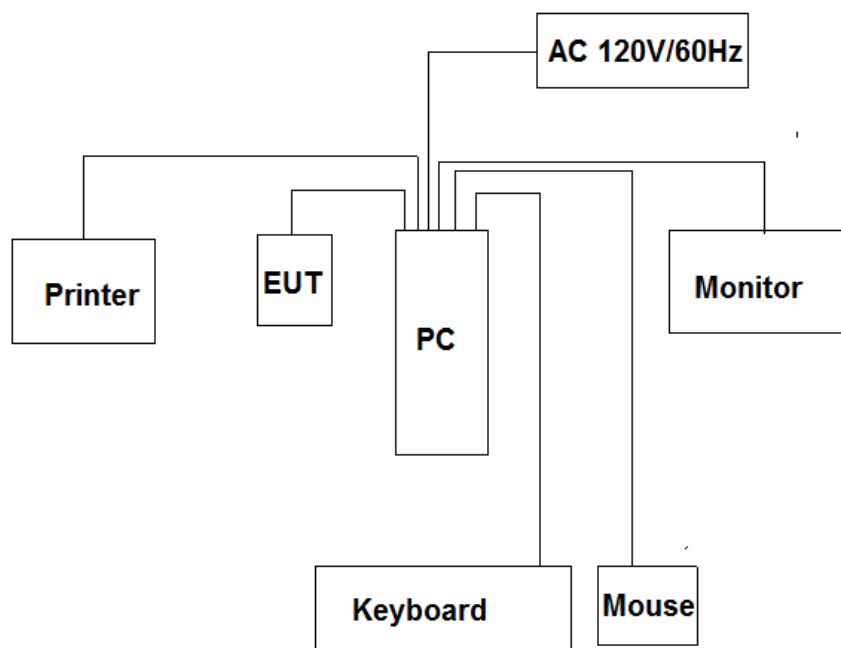 AC 120V/60Hz
Printer
EUT
PC
Monitor
Keyboard
Mouse